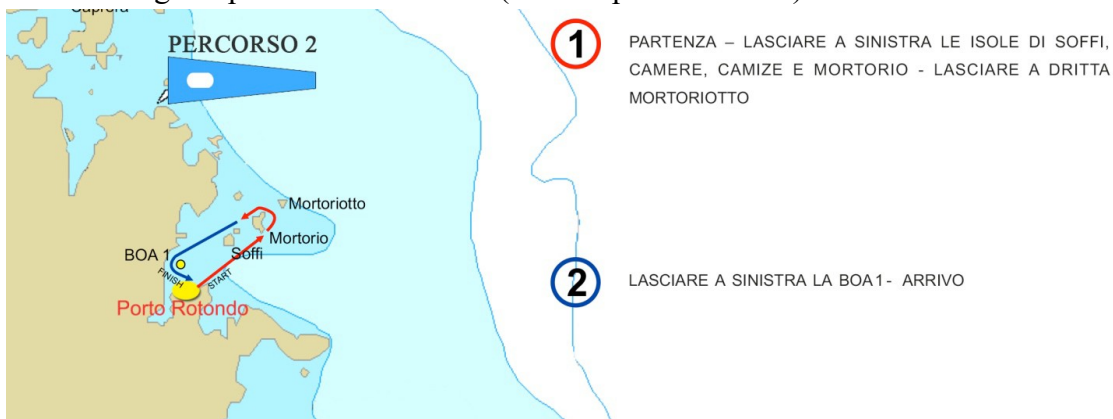 Caprera
PERCORSO 2
Mortoriotto
Mortorio
Soffi
BOA 1
FINISH
START
Porto Rotondo
1
PARTENZA – LASCIARE A SINISTRA LE ISOLE DI SOFFI,
CAMERE, CAMIZE E MORTORIO - LASCIARE A DRITTA
MORTORIOTTO
2
LASCIARE A SINISTRA LA BOA1- ARRIVO